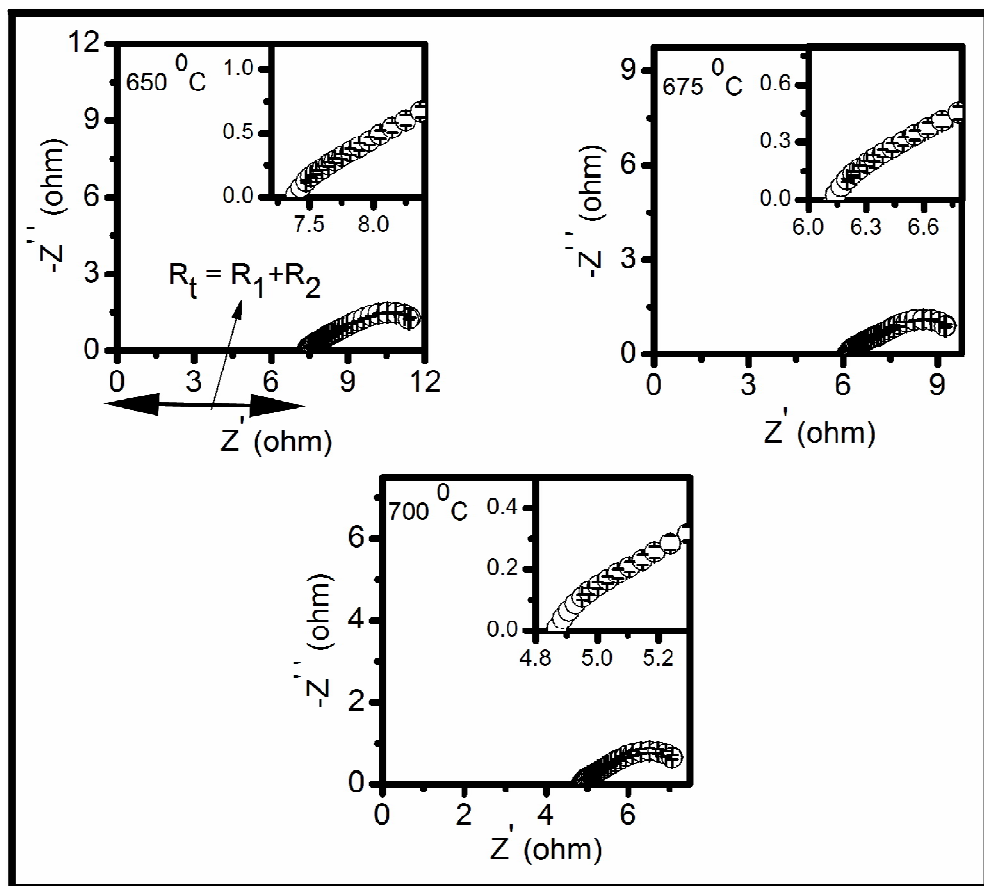 650 ⁰C
12
9
6
3
0
-Z'' (ohm)
1.0
0.5
0.0
7.5 8.0
Rt = R1+R2
0 3 6 9 12
Z' (ohm)
675 ⁰C
9
6
3
0
-Z'' (ohm)
0.6
0.3
0.0
6.0 6.3 6.6
0 3 6 9
Z' (ohm)
700 ⁰C
6
4
2
0
-Z'' (ohm)
0.4
0.2
0.0
4.8 5.0 5.2
0 2 4 6
Z' (ohm)